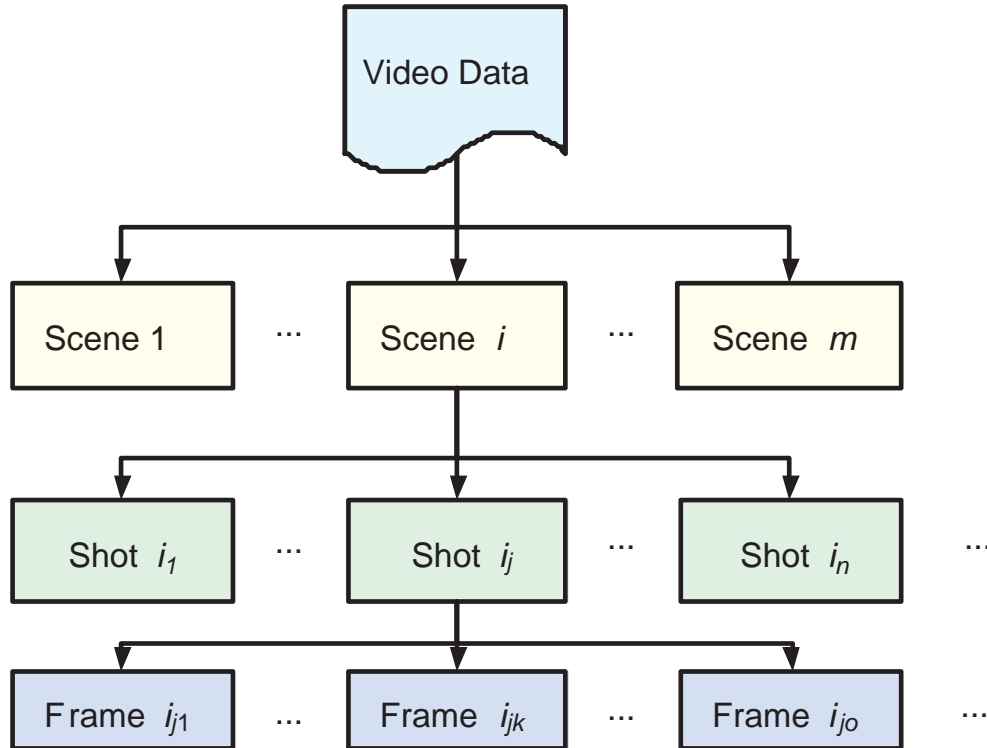 Video Data
Scene 1 ... Scene i ... Scene m
Shot i₁ ... Shot iⱼ ... Shot iₙ ...
Frame iⱼ₁ ... Frame iⱼₖ ... Frame iⱼₒ ...